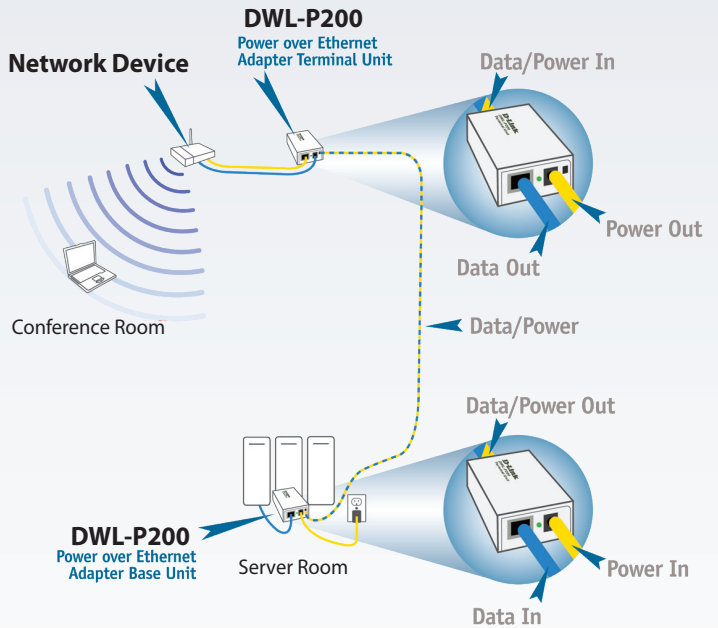 DWL-P200
Power over Ethernet
Adapter Terminal Unit
Network Device
Data/Power In
D-Link
Power Out
Data Out
Conference Room
Data/Power
Data/Power Out
D-Link
DWL-P200
Power over Ethernet
Adapter Base Unit
Server Room
Power In
Data In